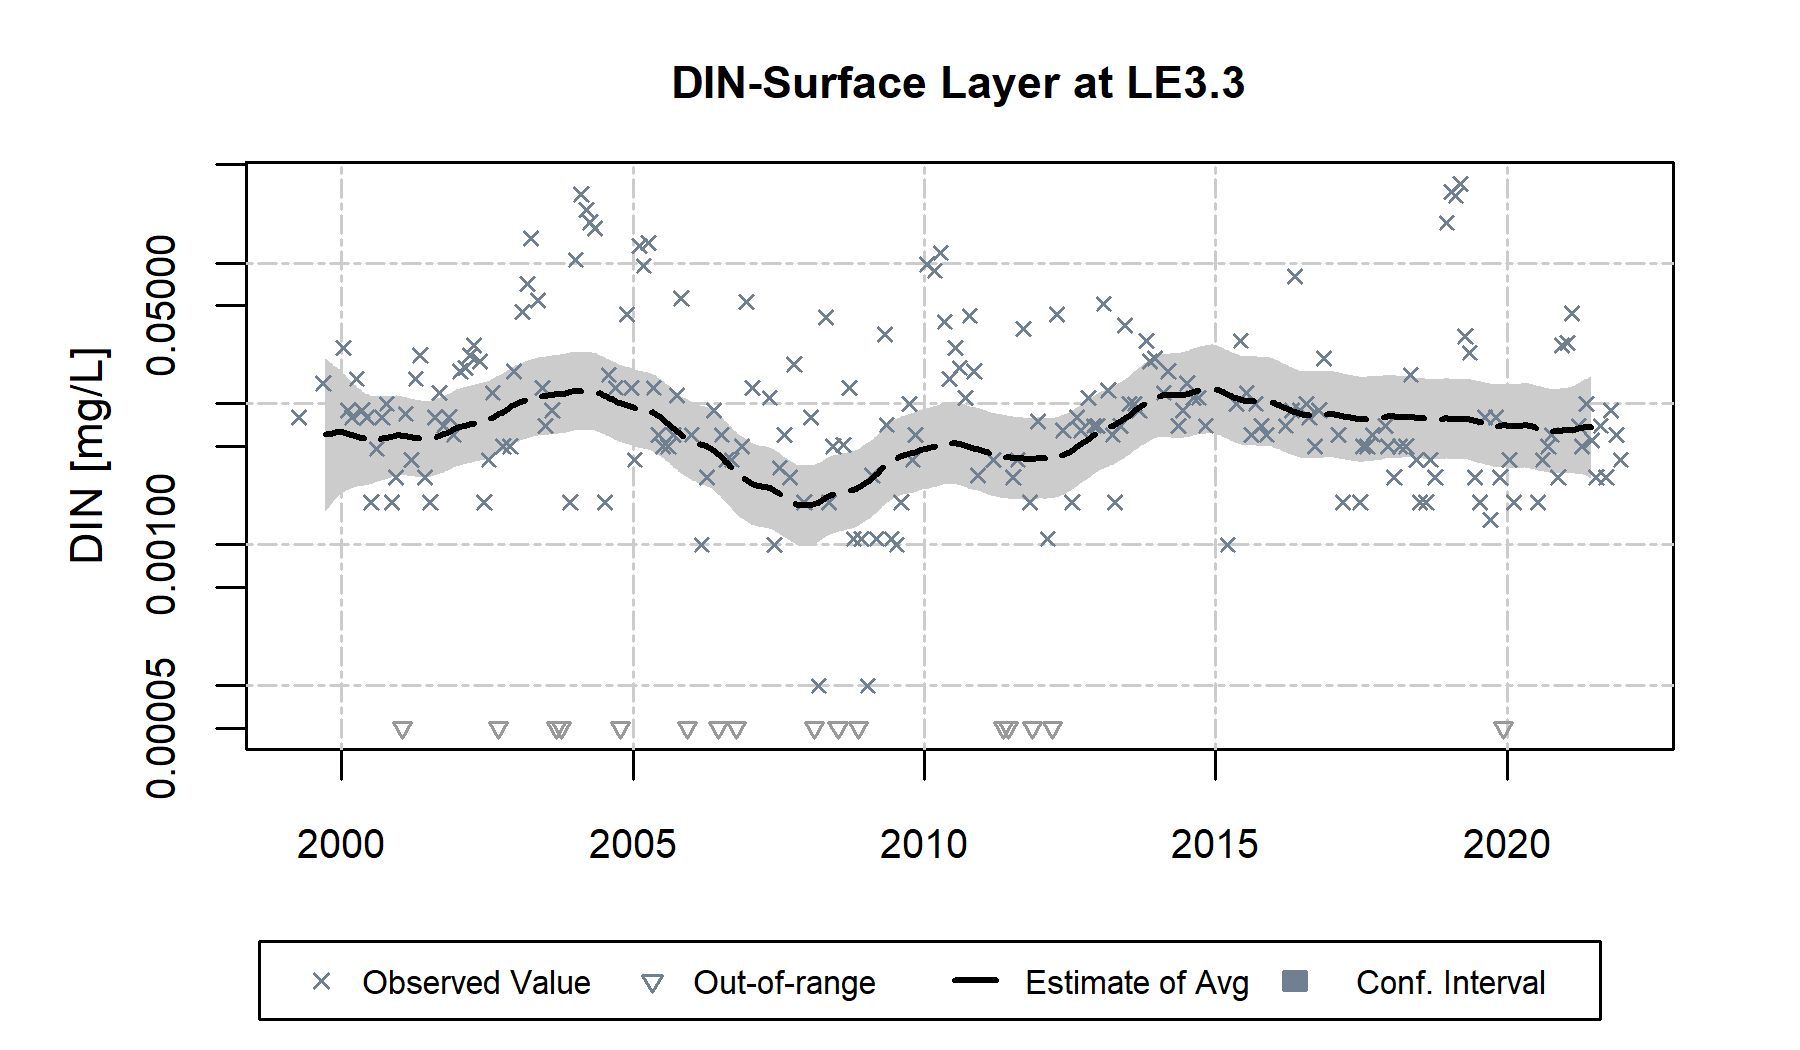 DIN-Surface Layer at LE3.3
DIN [mg/L]
0.05000
0.00100
0.00005
2000 2005 2010 2015 2020
Observed Value Out-of-range Estimate of Avg Conf. Interval